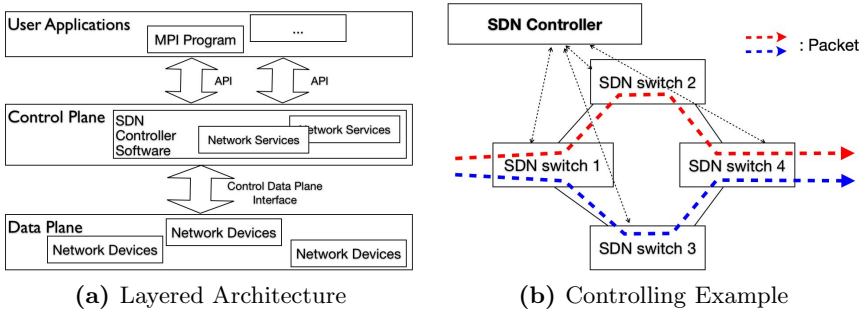 User Applications
MPI Program
...
API
API
Control Plane
SDN
Controller
Software
Network Services
Network Services
Control Data Plane
Interface
Data Plane
Network Devices
Network Devices
Network Devices
(a) Layered Architecture
SDN Controller
: Packet
SDN switch 2
SDN switch 1
SDN switch 4
SDN switch 3
(b) Controlling Example